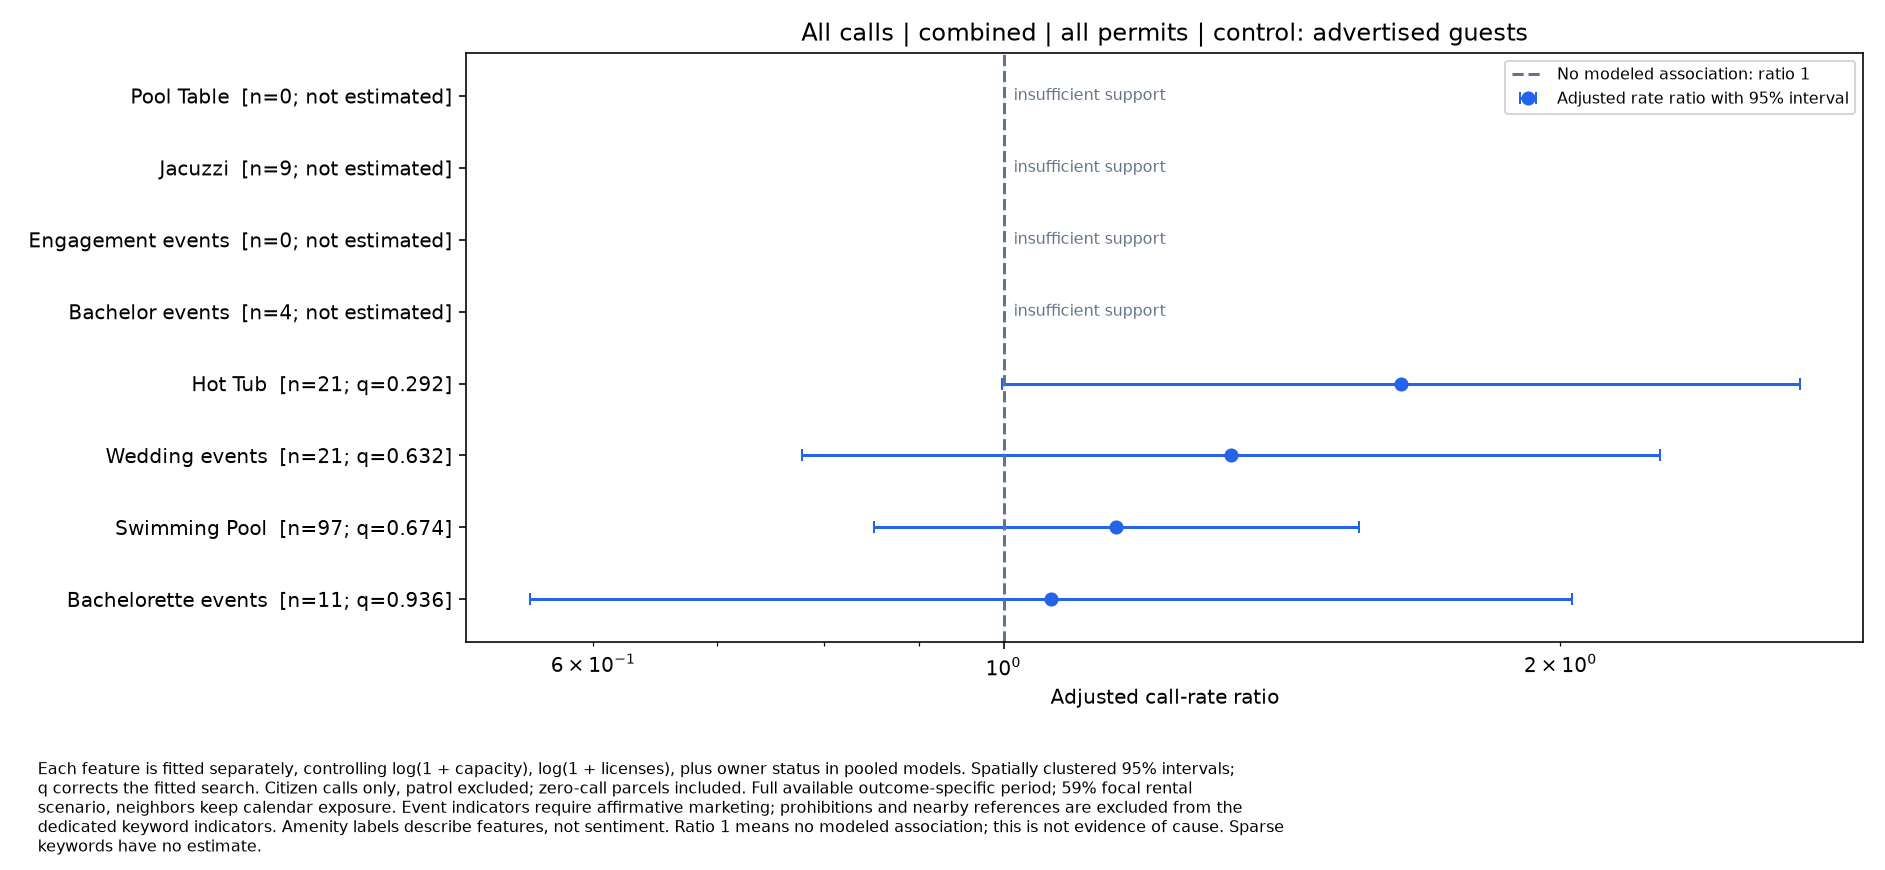 All calls | combined | all permits | control: advertised guests
No modeled association: ratio 1
Adjusted rate ratio with 95% interval
Pool Table [n=0; not estimated]
insufficient support
Jacuzzi [n=9; not estimated]
insufficient support
Engagement events [n=0; not estimated]
insufficient support
Bachelor events [n=4; not estimated]
insufficient support
Hot Tub [n=21; q=0.292]
Wedding events [n=21; q=0.632]
Swimming Pool [n=97; q=0.674]
Bachelorette events [n=11; q=0.936]
6 × 10⁻¹
10⁰
2 × 10⁰
Adjusted call-rate ratio
Each feature is fitted separately, controlling log(1 + capacity), log(1 + licenses), plus owner status in pooled models. Spatially clustered 95% intervals;
q corrects the fitted search. Citizen calls only, patrol excluded; zero-call parcels included. Full available outcome-specific period; 59% focal rental
scenario, neighbors keep calendar exposure. Event indicators require affirmative marketing; prohibitions and nearby references are excluded from the
dedicated keyword indicators. Amenity labels describe features, not sentiment. Ratio 1 means no modeled association; this is not evidence of cause. Sparse
keywords have no estimate.